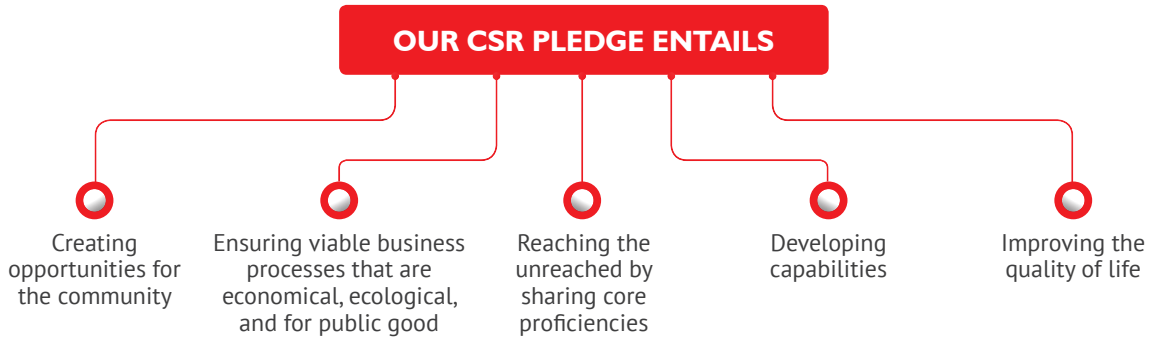 OUR CSR PLEDGE ENTAILS
Creating
opportunities for
the community
Ensuring viable business
processes that are
economical, ecological,
and for public good
Reaching the
unreached by
sharing core
proficiencies
Developing
capabilities
Improving the
quality of life